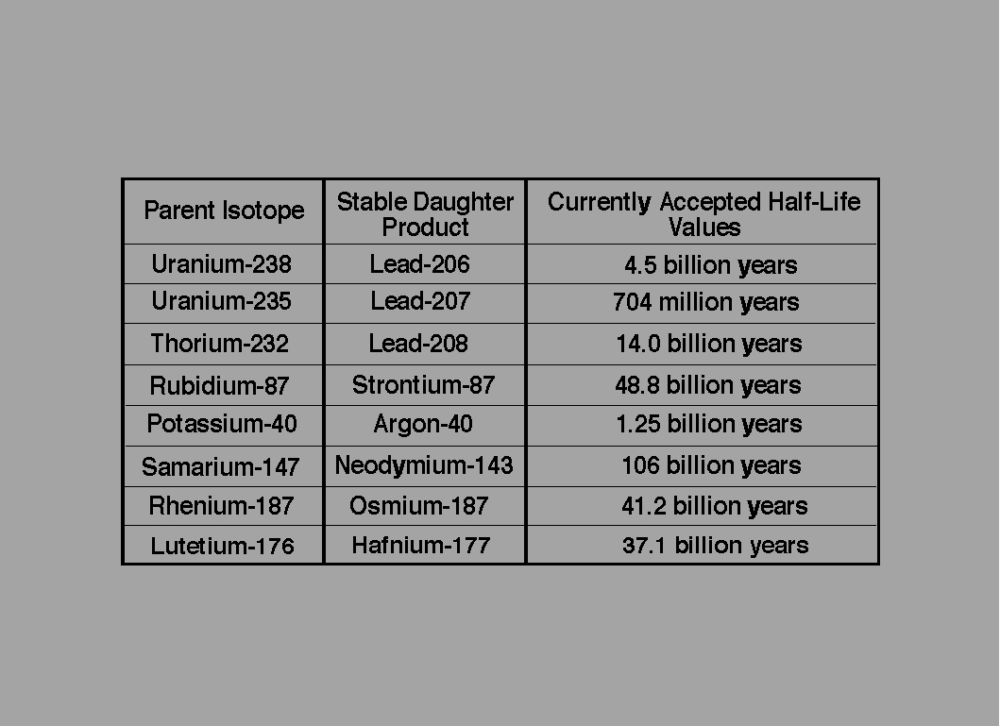 Parent Isotope
Stable Daughter
Product
Currently Accepted Half-Life
Values
Uranium-238 Lead-206 4.5 billion years
Uranium-235 Lead-207 704 million years
Thorium-232 Lead-208 14.0 billion years
Rubidium-87 Strontium-87 48.8 billion years
Potassium-40 Argon-40 1.25 billion years
Samarium-147 Neodymium-143 106 billion years
Rhenium-187 Osmium-187 41.2 billion years
Lutetium-176 Hafnium-177 37.1 billion years